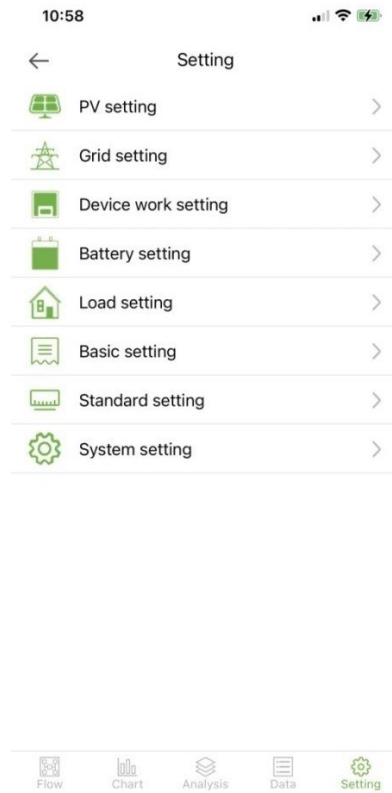 10:58
Setting
PV setting
Grid setting
Device work setting
Battery setting
Load setting
Basic setting
Standard setting
System setting
Flow Chart Analysis Data Setting